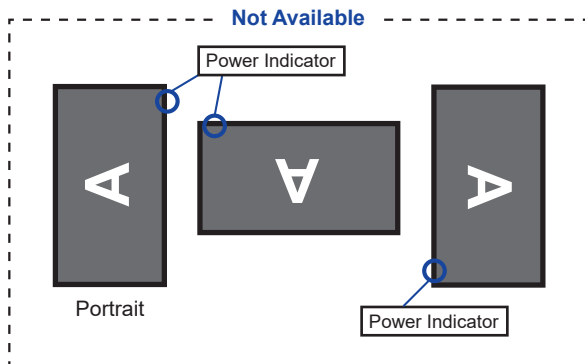 Not Available
Power Indicator
A
A
A
Portrait
Power Indicator